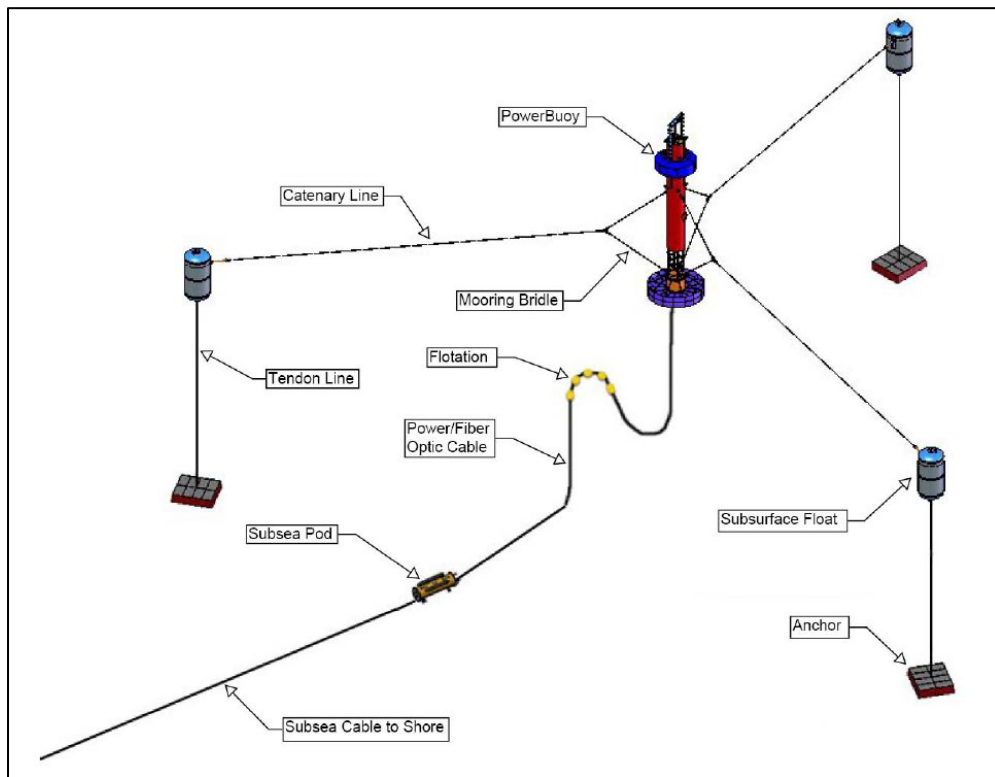 PowerBuoy
Catenary Line
Mooring Bridle
Flotation
Tendon Line
Power/Fiber
Optic Cable
Subsurface Float
Subsea Pod
Anchor
Subsea Cable to Shore